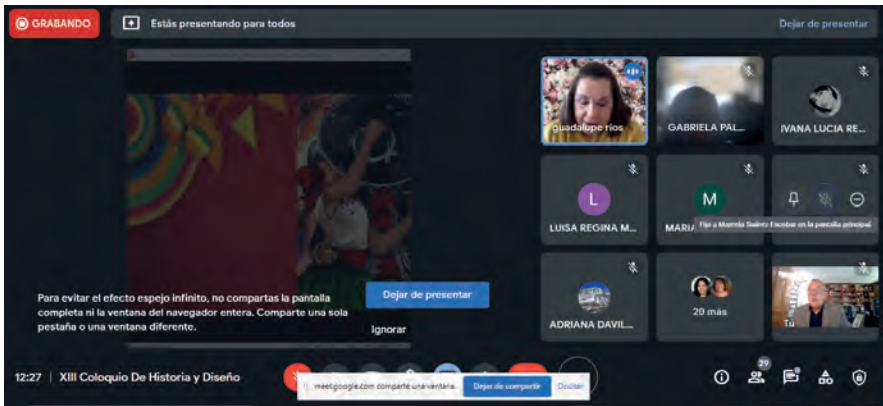 GRABANDO
Estás presentando para todos
Dejar de presentar
guadalupe rios
GABRIELA PAL...
IVANA LUCIA RE...
L
LUISA REGINA M...
M
MARIA
Fija a Marcela Suárez Escobar en la pantalla principal.
Para evitar el efecto espejo infinito, no compartas la pantalla
completa ni la ventana del navegador entera. Comparte una sola
pestaña o una ventana diferente.
Dejar de presentar
Ignorar
ADRIANA DAVIL...
20 más
Tú
12:27 | XIII Coloquio De Historia y Diseño
meet.google.com comparte una ventana.
Dejar de compartir
Ocultar
29